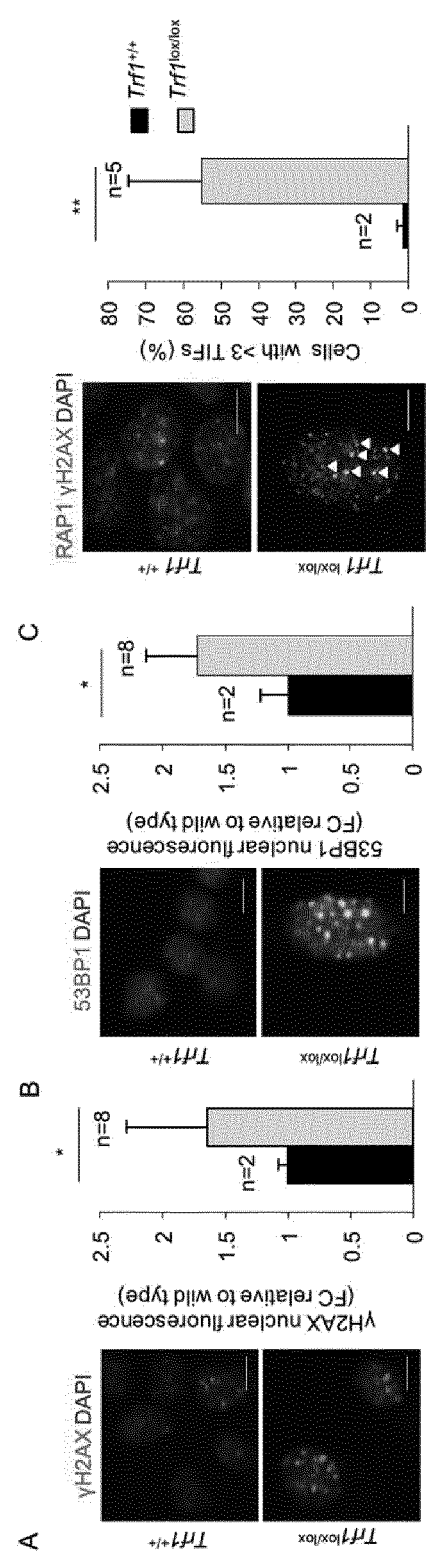 A
γH2AX DAPI
Trf1+/+
Trf1lox/lox
γH2AX nuclear fluorescence
(FC relative to wild type)
2.5
2
1.5
1
0.5
0
*
n=2
n=8
B
53BP1 DAPI
Trf1+/+
Trf1lox/lox
53BP1 nuclear fluorescence
(FC relative to wild type)
2.5
2
1.5
1
0.5
0
*
n=2
n=8
C
RAP1 γH2AX DAPI
Trf1 +/+
Trf1 lox/lox
Cells with >3 TIFs (%)
80
70
60
50
40
30
20
10
0
**
n=2
n=5
Trf1+/+
Trf1lox/lox